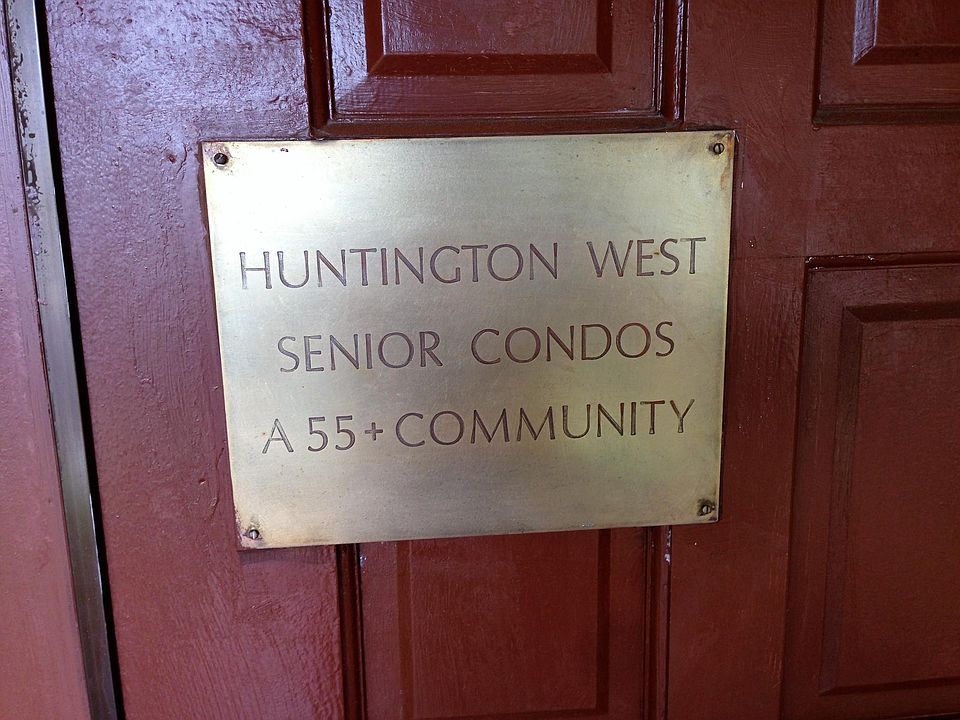 HUNTINGTON WEST
SENIOR CONDOS
A 55+ COMMUNITY